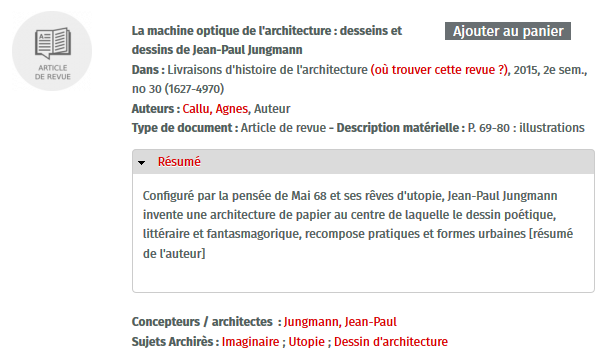 La machine optique de l'architecture : desseins et
dessins de Jean-Paul Jungmann
Ajouter au panier
ARTICLE
DE REVUE
Dans : Livraisons d'histoire de l'architecture (où trouver cette revue ?), 2015, 2e sem.,
no 30 (1627-4970)
Auteurs : Callu, Agnes, Auteur
Type de document : Article de revue - Description matérielle : P. 69-80 : illustrations
Résumé
Configuré par la pensée de Mai 68 et ses rêves d'utopie, Jean-Paul Jungmann
invente une architecture de papier au centre de laquelle le dessin poétique,
littéraire et fantasmagorique, recompose pratiques et formes urbaines [résumé
de l'auteur]
Concepteurs / architectes : Jungmann, Jean-Paul
Sujets Archirès : Imaginaire ; Utopie ; Dessin d'architecture